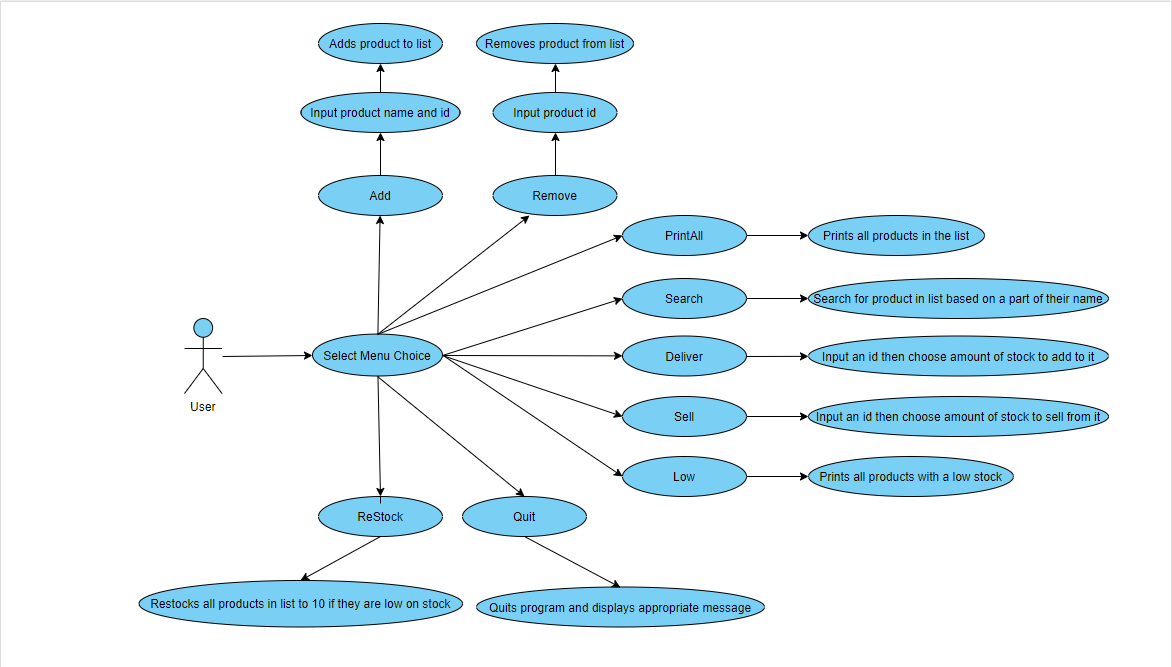 Adds product to list
Removes product from list
Input product name and id
Input product id
Add
Remove
PrintAll
Prints all products in the list
Search
Search for product in list based on a part of their name
Select Menu Choice
Deliver
Input an id then choose amount of stock to add to it
User
Sell
Input an id then choose amount of stock to sell from it
Low
Prints all products with a low stock
ReStock
Quit
Restocks all products in list to 10 if they are low on stock
Quits program and displays appropriate message